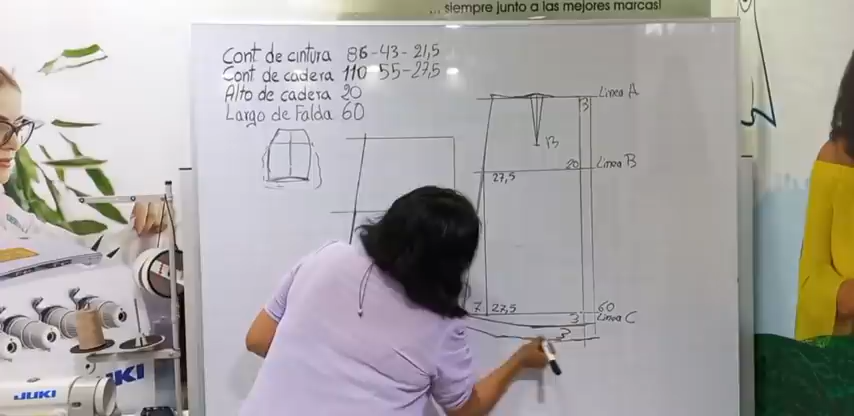 ... siempre junto a las mejores marcas!
Cont de cintura 86-43-21,5
Cont de cadera 110-55-27,5
Alto de cadera 20
Largo de Falda 60
3 Linea A
13
20 Linea B
27,5
7 27,5 60
3 Linea C
3
JUKI
JUKI